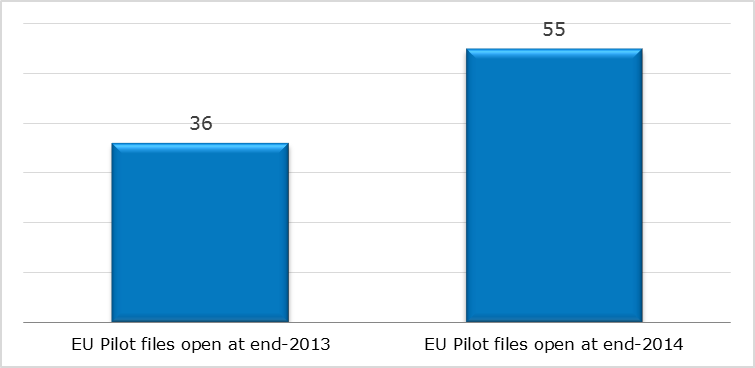 55
36
EU Pilot files open at end-2013
EU Pilot files open at end-2014